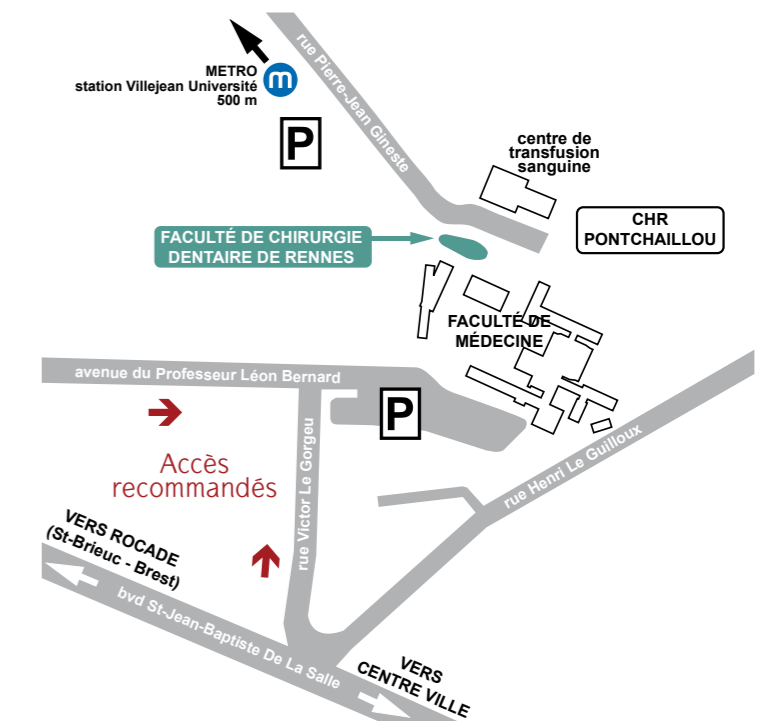 METRO
station Villejean Université
500 m
m
rue Pierre-Jean Gineste
P
centre de
transfusion
sanguine
CHR
PONTCHAILLOU
FACULTÉ DE CHIRURGIE
DENTAIRE DE RENNES
FACULTÉ DE
MÉDECINE
avenue du Professeur Léon Bernard
P
Accès
recommandés
rue Victor Le Gorgeu
rue Henri Le Guilloux
VERS ROCADE
(St-Brieuc - Brest)
bvd St-Jean-Baptiste De La Salle
VERS
CENTRE VILLE